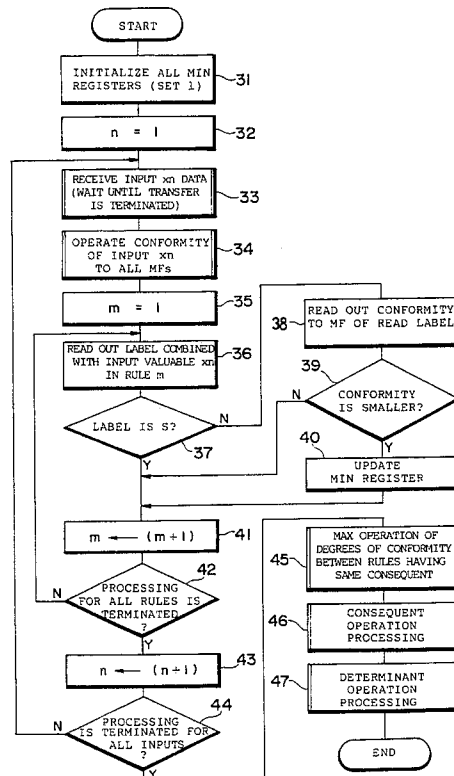 START
INITIALIZE ALL MIN
REGISTERS (SET 1)
31
n = 1
32
RECEIVE INPUT xn DATA
(WAIT UNTIL TRANSFER
IS TERMINATED)
33
OPERATE CONFORMITY
OF INPUT xn
TO ALL MFs
34
m = 1
35
READ OUT LABEL COMBINED
WITH INPUT VALUABLE xn
IN RULE m
36
LABEL IS S?
37
N
Y
READ OUT CONFORMITY
TO MF OF READ LABEL
38
39
CONFORMITY
IS SMALLER?
N
Y
40
UPDATE
MIN REGISTER
m ← (m+1)
41
42
PROCESSING
FOR ALL RULES IS
TERMINATED
?
N
Y
n ← (n+1)
43
44
PROCESSING
IS TERMINATED FOR
ALL INPUTS
?
N
Y
MAX OPERATION OF
DEGREES OF CONFORMITY
BETWEEN RULES HAVING
SAME CONSEQUENT
45
CONSEQUENT
OPERATION
PROCESSING
46
DETERMINANT
OPERATION
PROCESSING
47
END